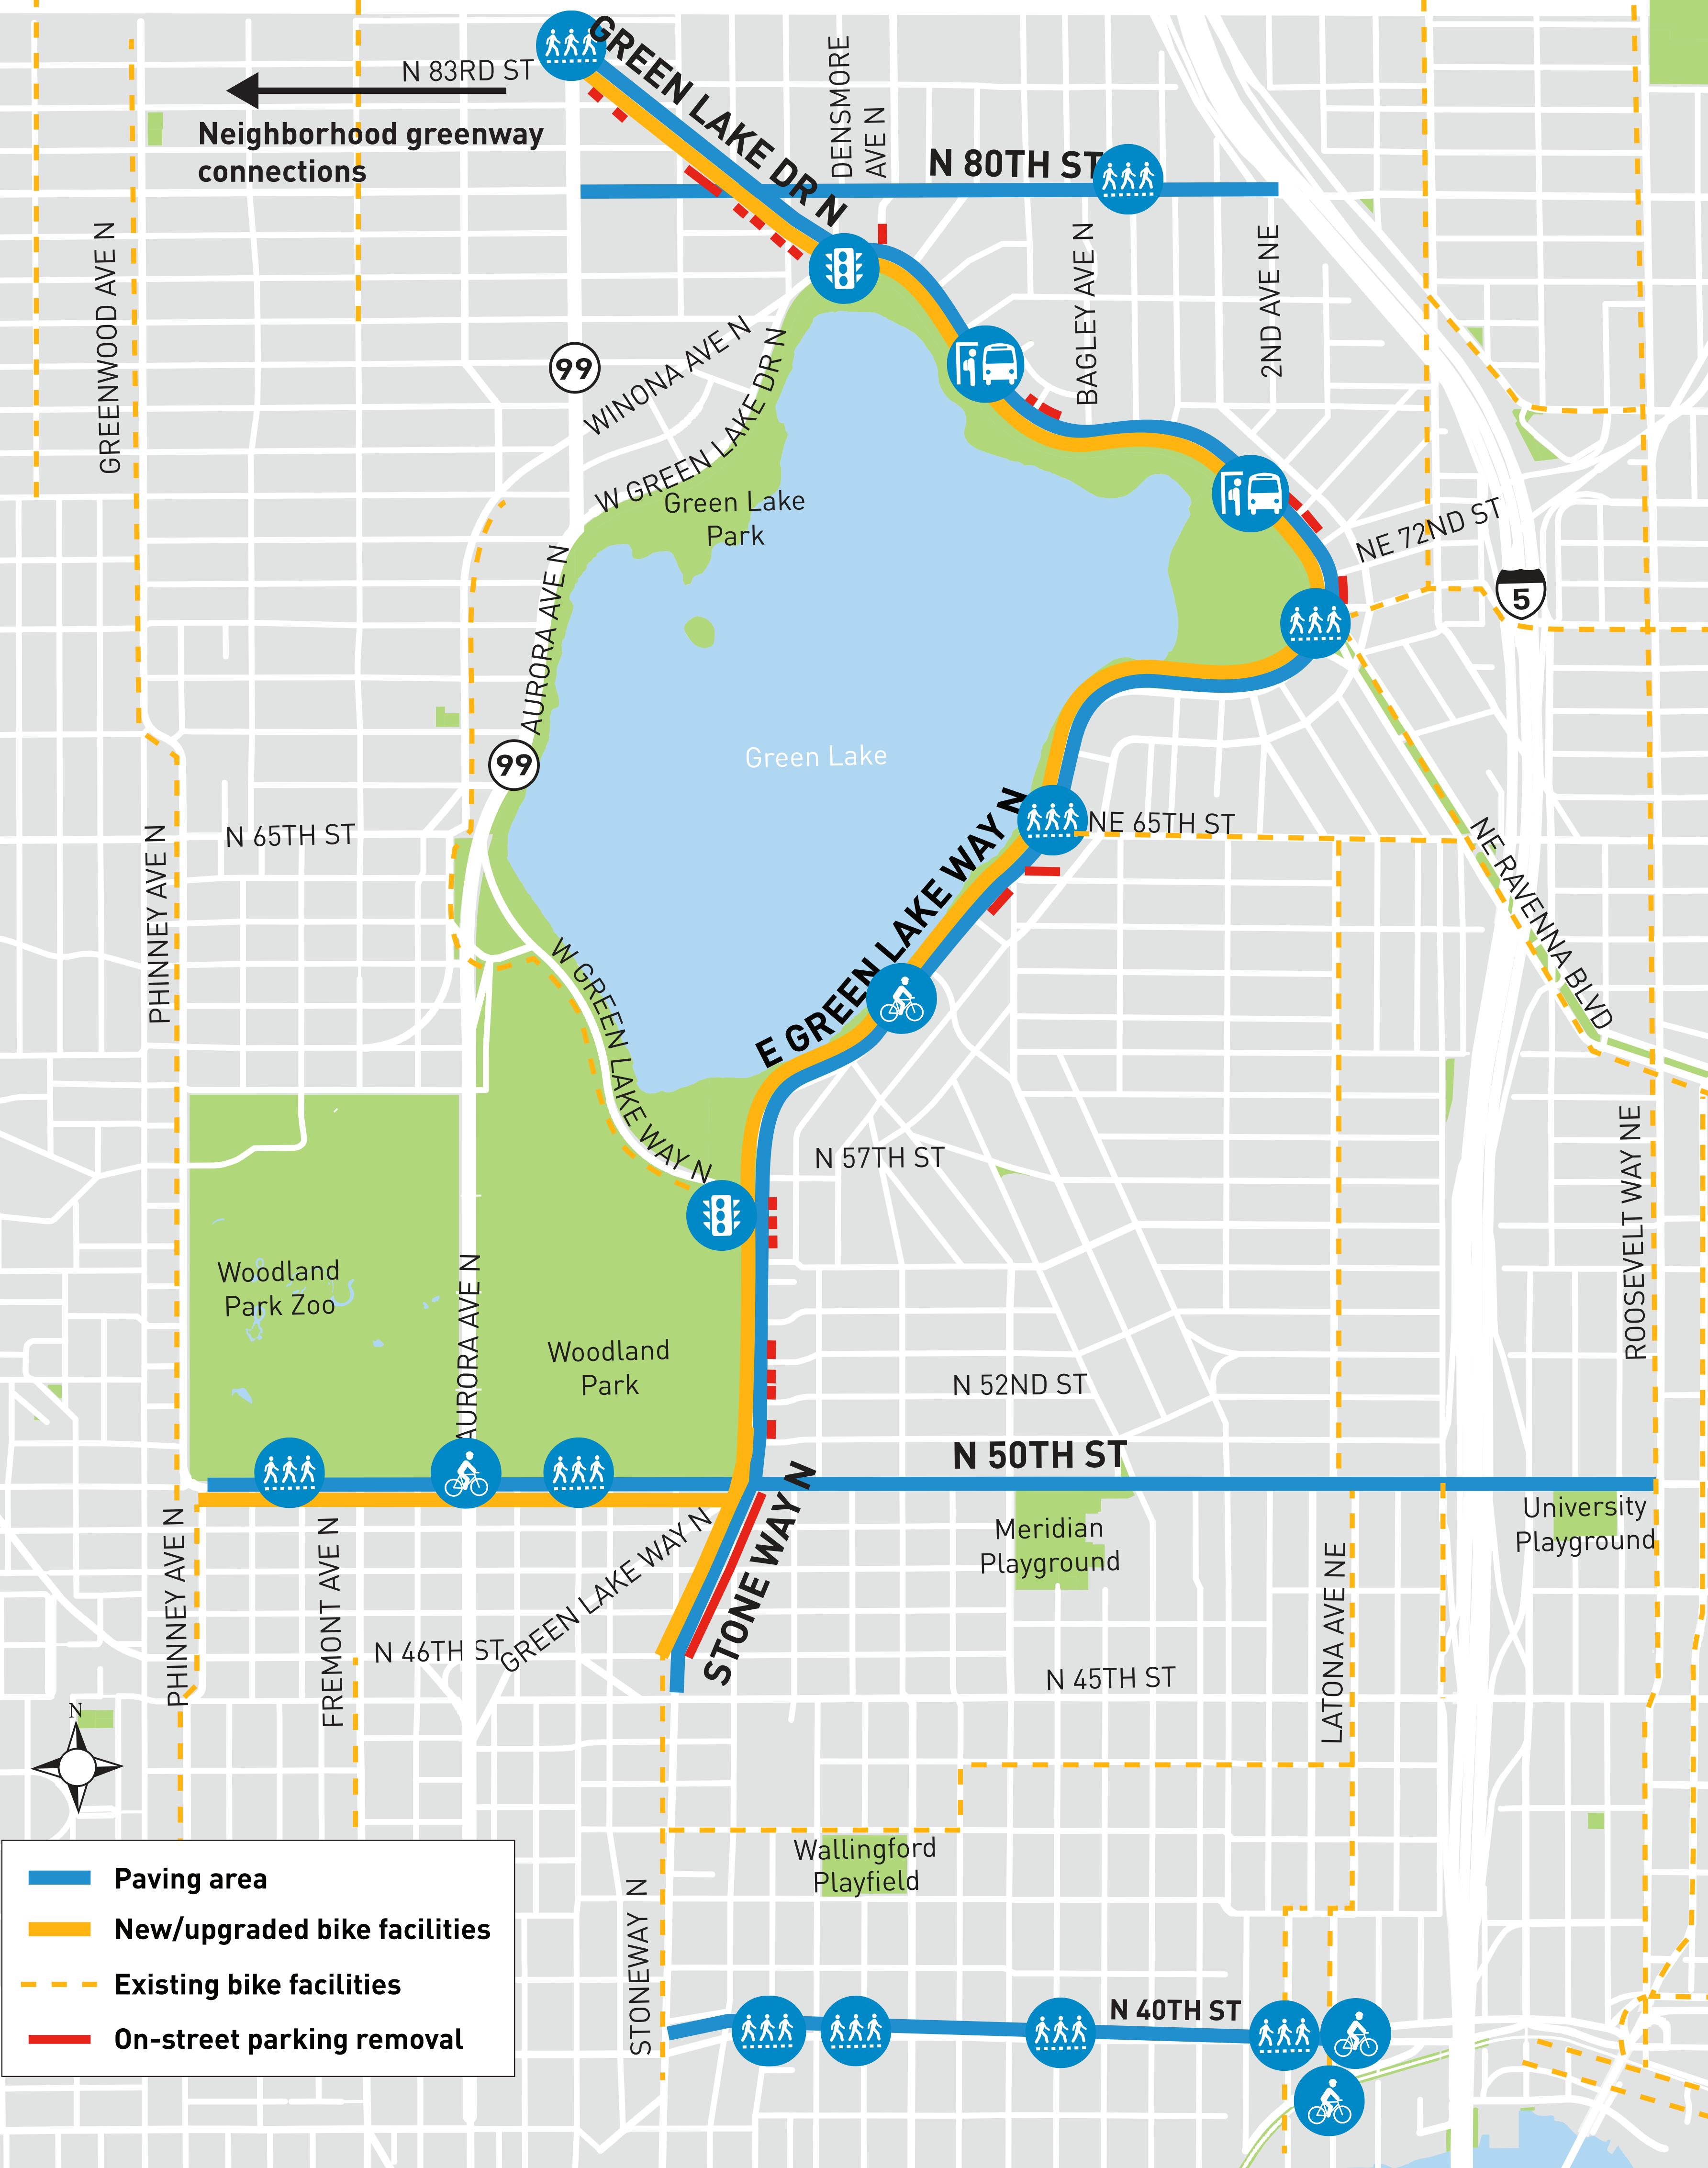 GREEN LAKE DR N
N 83RD ST
Neighborhood greenway
connections
DENSMORE
AVE N
N 80TH ST
GREENWOOD AVE N
BAGLEY AVE N
2ND AVE NE
99
WINONA AVE N
W GREEN LAKE DR N
Green Lake
Park
NE 72ND ST
5
AURORA AVE N
99
Green Lake
E GREEN LAKE WAY N
NE 65TH ST
N 65TH ST
PHINNEY AVE N
NE RAVENNA BLVD
W GREEN LAKE WAY N
N 57TH ST
ROOSEVELT WAY NE
Woodland
Park Zoo
AURORA AVE N
Woodland
Park
N 52ND ST
N 50TH ST
STONE WAY N
Meridian
Playground
University
Playground
PHINNEY AVE N
FREMONT AVE N
GREEN LAKE WAY N
N 46TH ST
N 45TH ST
LATONA AVE NE
N
Wallingford
Playfield
STONEWAY N
N 40TH ST
Paving area
New/upgraded bike facilities
Existing bike facilities
On-street parking removal